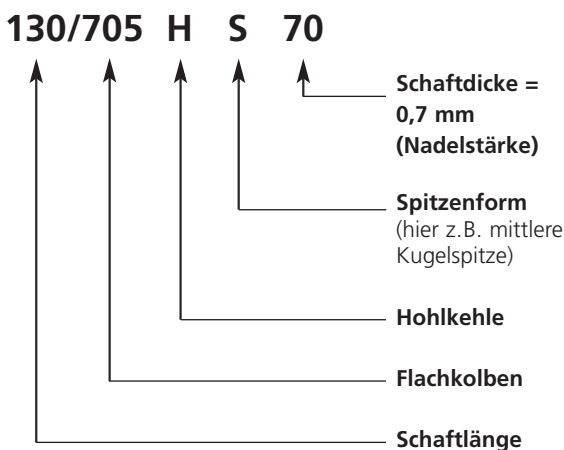 130/705 H S 70
Schaftdicke =
0,7 mm
(Nadelstärke)
Spitzenform
(hier z.B. mittlere
Kugelspitze)
Hohlkehle
Flachkolben
Schaftlänge